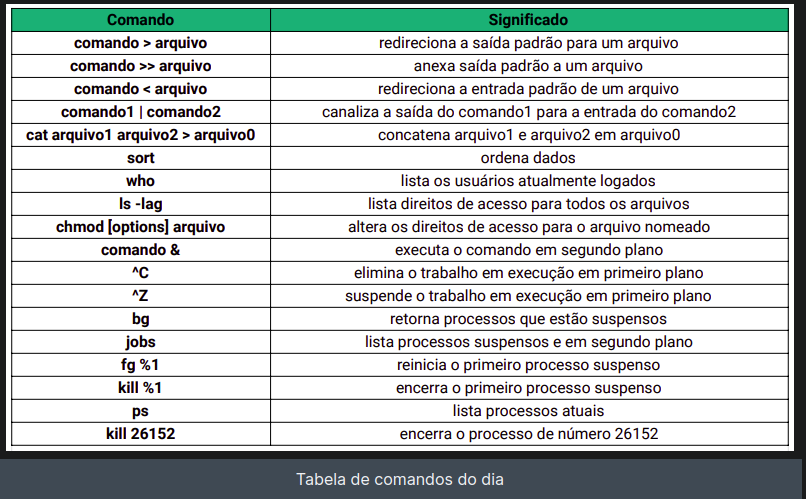 Comando Significado
comando > arquivo redireciona a saída padrão para um arquivo
comando >> arquivo anexa saída padrão a um arquivo
comando < arquivo redireciona a entrada padrão de um arquivo
comando1 | comando2 canaliza a saída do comando1 para a entrada do comando2
cat arquivo1 arquivo2 > arquivo0 concatena arquivo1 e arquivo2 em arquivo0
sort ordena dados
who lista os usuários atualmente logados
ls -lag lista direitos de acesso para todos os arquivos
chmod [options] arquivo altera os direitos de acesso para o arquivo nomeado
comando & executa o comando em segundo plano
^C elimina o trabalho em execução em primeiro plano
^Z suspende o trabalho em execução em primeiro plano
bg retorna processos que estão suspensos
jobs lista processos suspensos e em segundo plano
fg %1 reinicia o primeiro processo suspenso
kill %1 encerra o primeiro processo suspenso
ps lista processos atuais
kill 26152 encerra o processo de número 26152
Tabela de comandos do dia